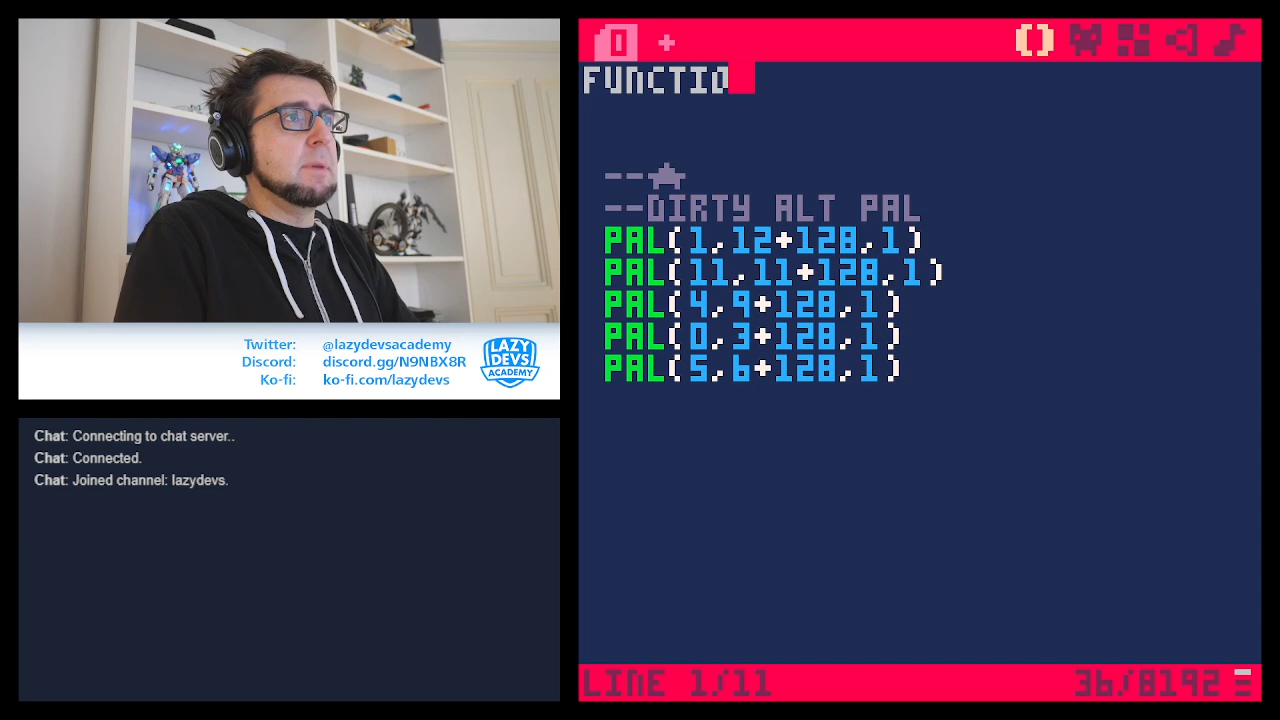 FUNCTIO
--DIRTY ALT PAL
PAL(1,12+128,1)
PAL(11,11+128,1)
PAL(4,9+128,1)
PAL(0,3+128,1)
PAL(5,6+128,1)
LINE 1/11 36/8192
Twitter: @lazydevsacademy
Discord: discord.gg/N9NBX8R
Ko-fi: ko-fi.com/lazydevs
LAZY
DEVS
ACADEMY
Chat: Connecting to chat server..
Chat: Connected.
Chat: Joined channel: lazydevs.
0 +